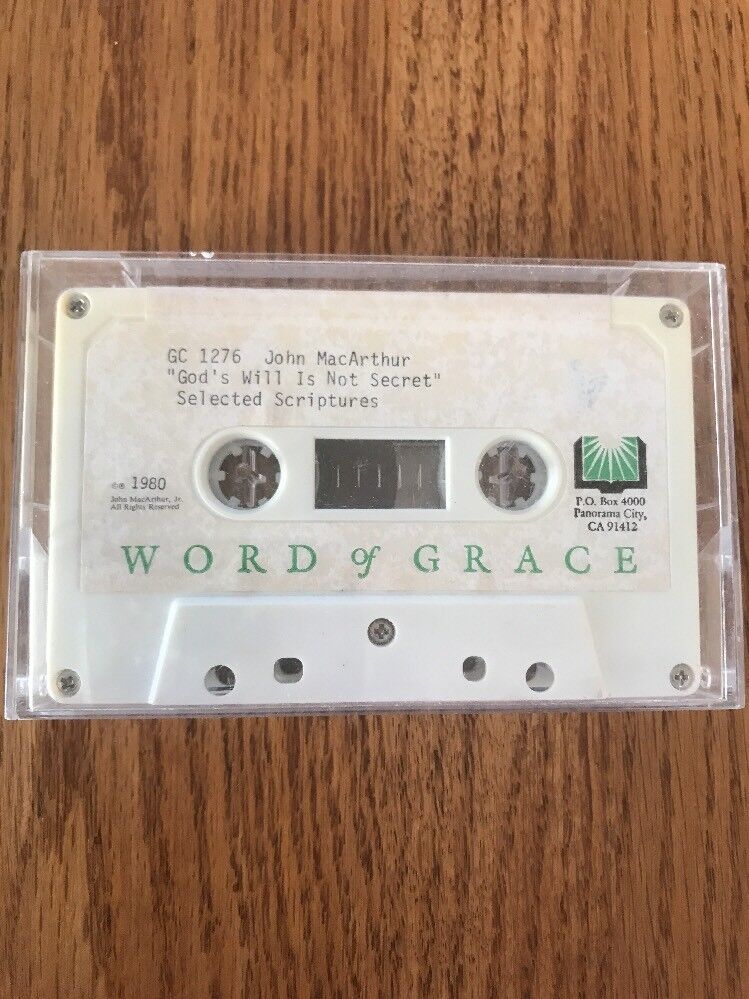 GC 1276 John MacArthur
"God's Will Is Not Secret"
Selected Scriptures
©℗ 1980
John MacArthur, Jr.
All Rights Reserved
P.O. Box 4000
Panorama City,
CA 91412
WORD of GRACE